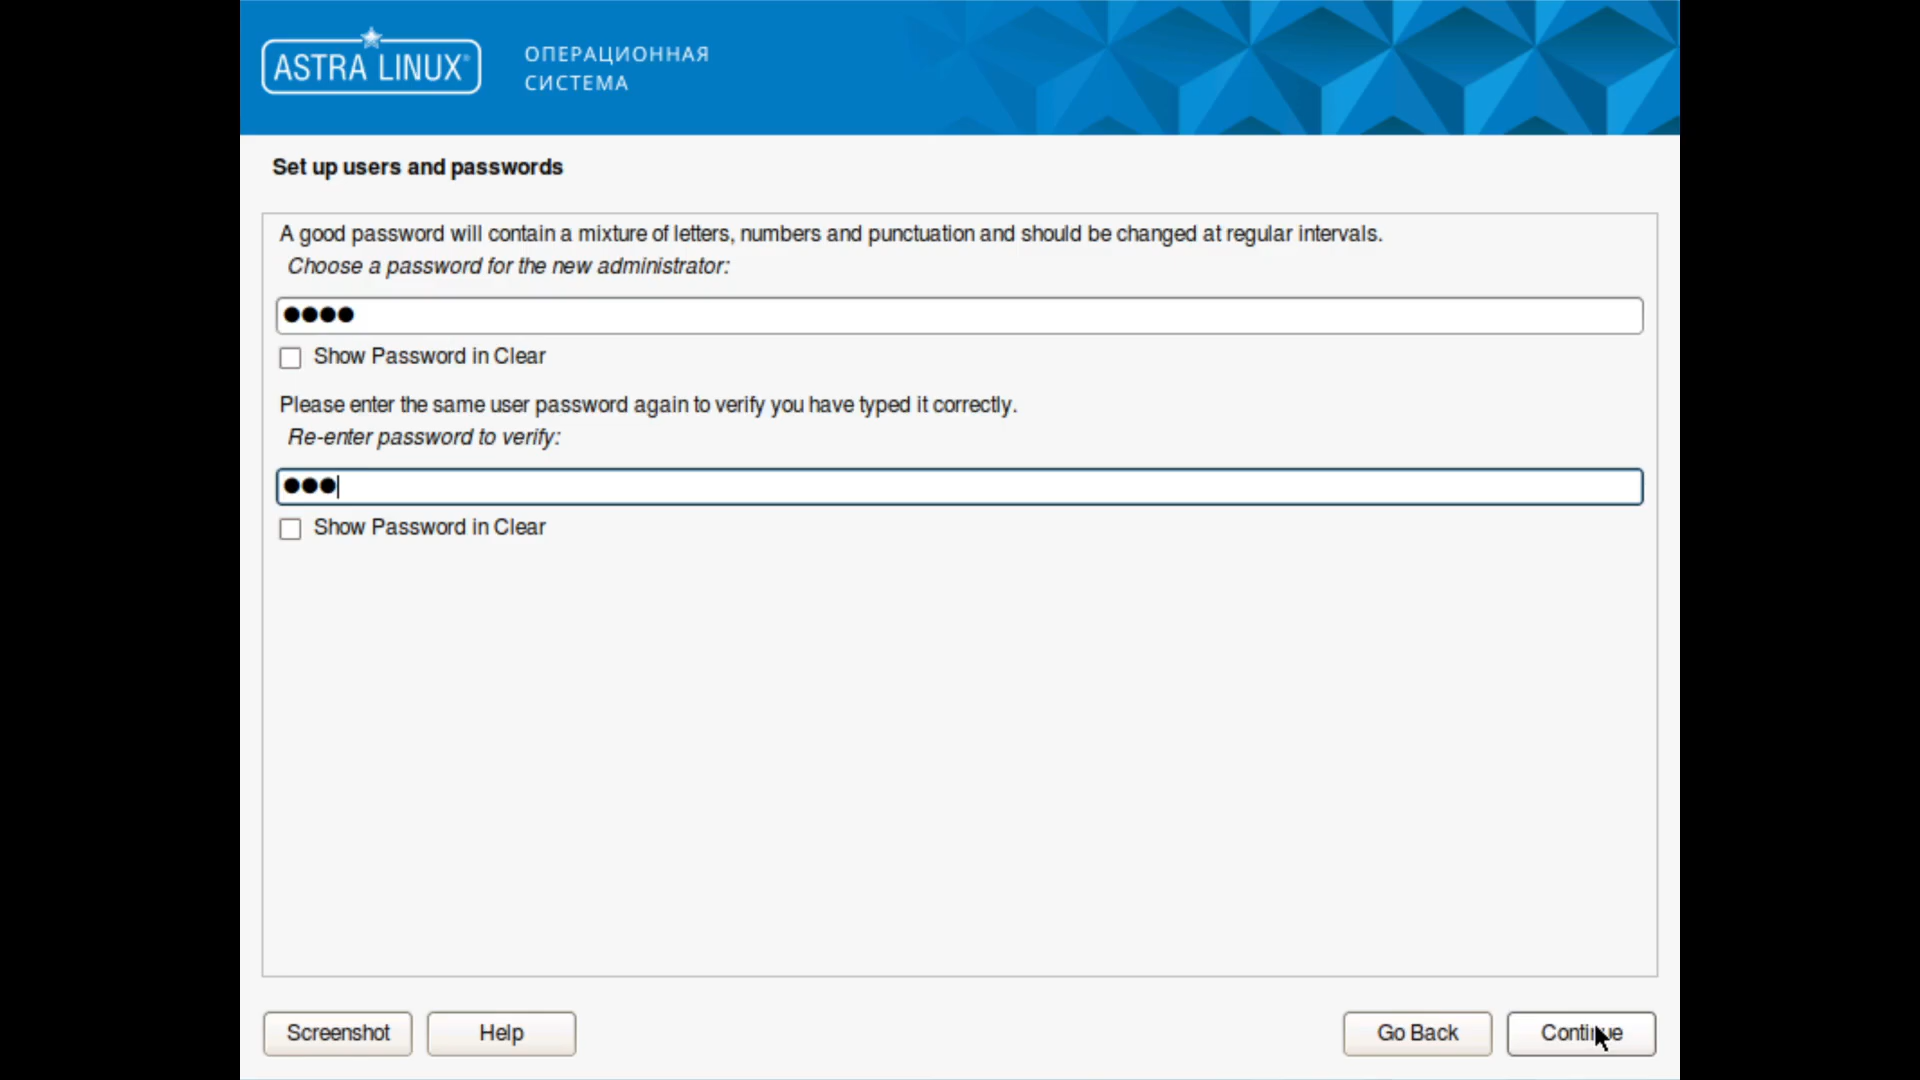 ASTRA LINUX®
ОПЕРАЦИОННАЯ
СИСТЕМА
Set up users and passwords
A good password will contain a mixture of letters, numbers and punctuation and should be changed at regular intervals.
Choose a password for the new administrator:
●●●●
Show Password in Clear
Please enter the same user password again to verify you have typed it correctly.
Re-enter password to verify:
●●●
Show Password in Clear
Screenshot
Help
Go Back
Continue